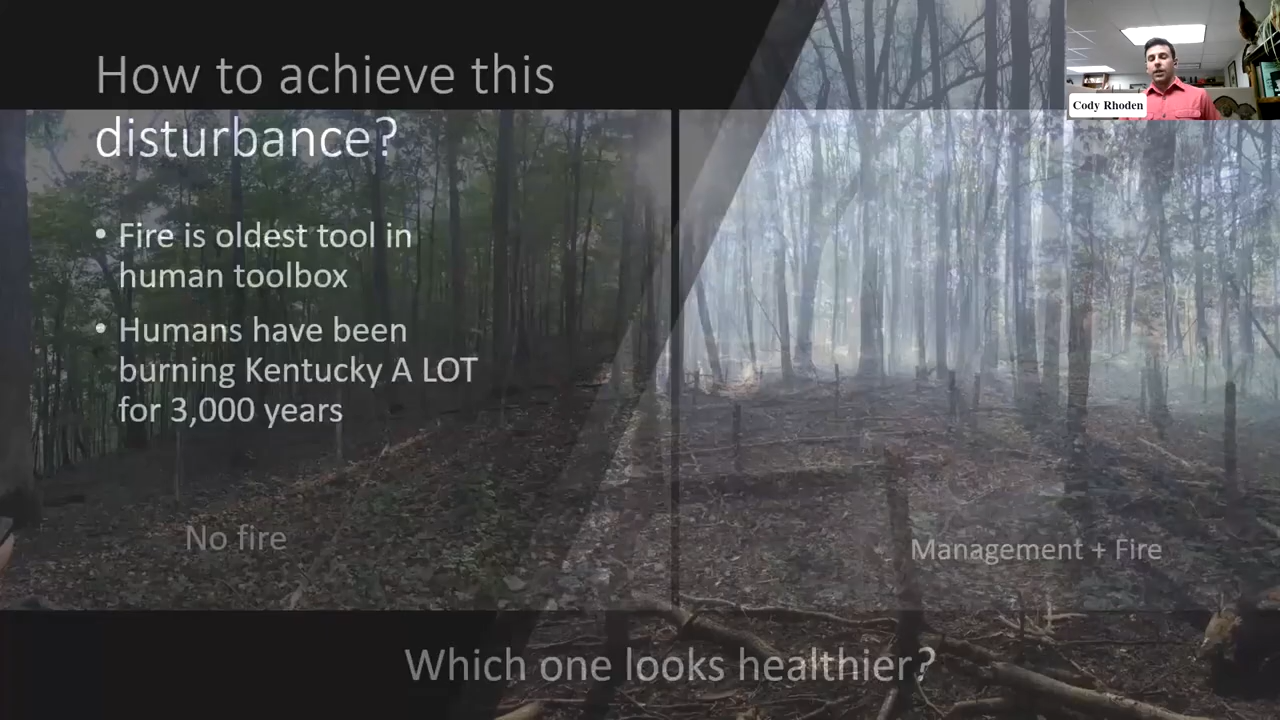 How to achieve this
disturbance?
• Fire is oldest tool in
human toolbox
• Humans have been
burning Kentucky A LOT
for 3,000 years
No fire
Management + Fire
Which one looks healthier?
Cody Rhoden